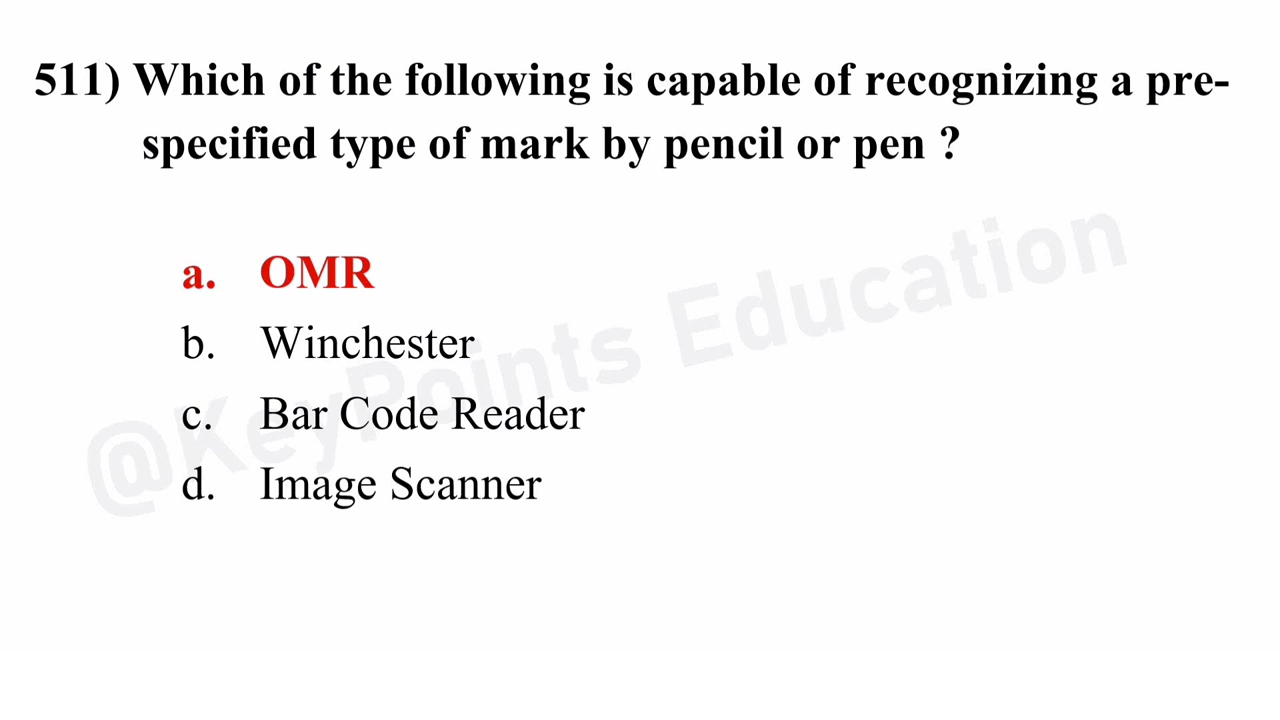 511) Which of the following is capable of recognizing a pre-
specified type of mark by pencil or pen ?
a. OMR
b. Winchester
c. Bar Code Reader
d. Image Scanner
@KeyPoints Education